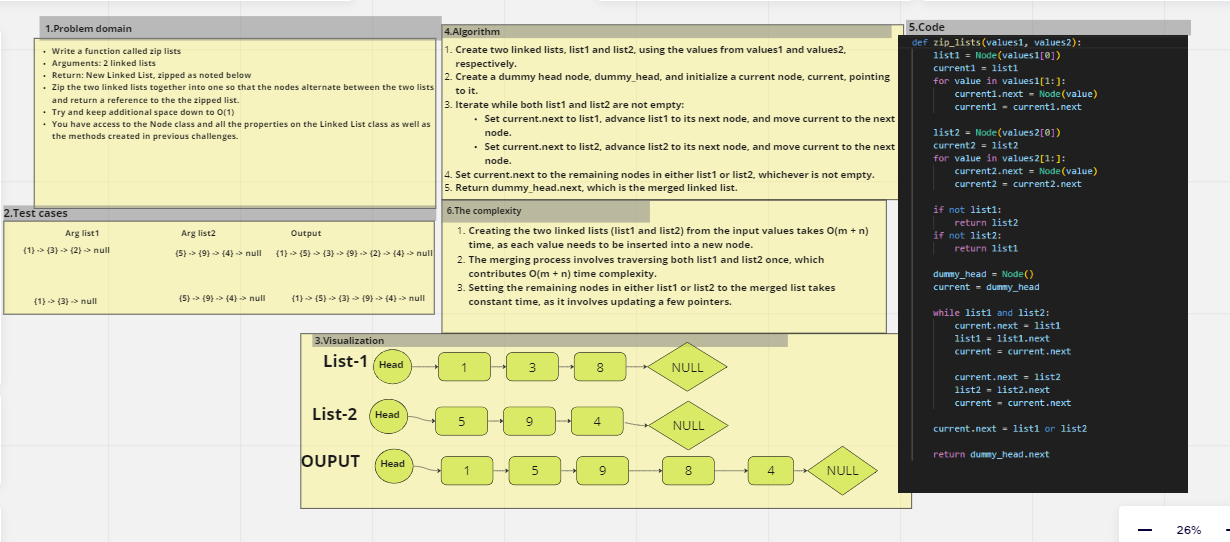 1.Problem domain
• Write a function called zip lists
• Arguments: 2 linked lists
• Return: New Linked List, zipped as noted below
• Zip the two linked lists together into one so that the nodes alternate between the two lists
and return a reference to the the zipped list.
• Try and keep additional space down to O(1)
• You have access to the Node class and all the properties on the Linked List class as well as
the methods created in previous challenges.
2.Test cases
Arg list1 Arg list2 Output
{1} -> {3} -> {2} -> null {5} -> {9} -> {4} -> null {1} -> {5} -> {3} -> {9} -> {2} -> {4} -> null
{1} -> {3} -> null {5} -> {9} -> {4} -> null {1} -> {5} -> {3} -> {9} -> {4} -> null
4.Algorithm
1. Create two linked lists, list1 and list2, using the values from values1 and values2,
respectively.
2. Create a dummy head node, dummy_head, and initialize a current node, current, pointing
to it.
3. Iterate while both list1 and list2 are not empty:
• Set current.next to list1, advance list1 to its next node, and move current to the next
node.
• Set current.next to list2, advance list2 to its next node, and move current to the next
node.
4. Set current.next to the remaining nodes in either list1 or list2, whichever is not empty.
5. Return dummy_head.next, which is the merged linked list.
6.The complexity
1. Creating the two linked lists (list1 and list2) from the input values takes O(m + n)
time, as each value needs to be inserted into a new node.
2. The merging process involves traversing both list1 and list2 once, which
contributes O(m + n) time complexity.
3. Setting the remaining nodes in either list1 or list2 to the merged list takes
constant time, as it involves updating a few pointers.
3.Visualization
List-1 Head 1 3 8 NULL
List-2 Head 5 9 4 NULL
OUPUT Head 1 5 9 8 4 NULL
5.Code
def zip_lists(values1, values2):
list1 = Node(values1[0])
current1 = list1
for value in values1[1:]:
current1.next = Node(value)
current1 = current1.next
list2 = Node(values2[0])
current2 = list2
for value in values2[1:]:
current2.next = Node(value)
current2 = current2.next
if not list1:
return list2
if not list2:
return list1
dummy_head = Node()
current = dummy_head
while list1 and list2:
current.next = list1
list1 = list1.next
current = current.next
current.next = list2
list2 = list2.next
current = current.next
current.next = list1 or list2
return dummy_head.next
26%